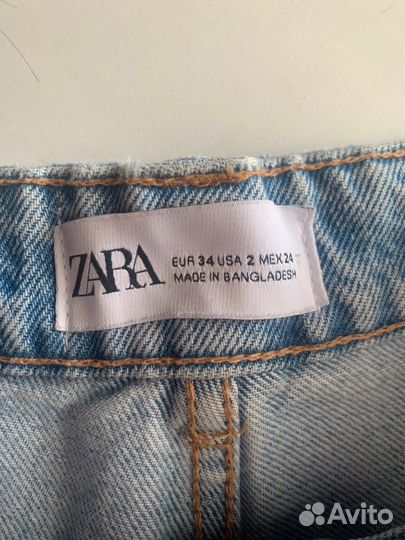 ZARA
EUR 34 USA 2 MEX 24
MADE IN BANGLADESH
Avito